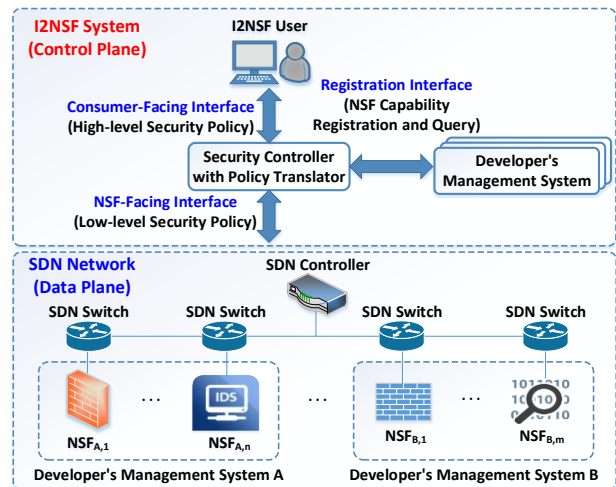 I2NSF System
(Control Plane)
I2NSF User
Consumer-Facing Interface
(High-level Security Policy)
Registration Interface
(NSF Capability
Registration and Query)
Security Controller
with Policy Translator
Developer's
Management System
NSF-Facing Interface
(Low-level Security Policy)
SDN Network
(Data Plane)
SDN Controller
SDN Switch
SDN Switch
SDN Switch
SDN Switch
...
IDS
...
...
1011010
NSFA,1
NSFA,n
NSFB,1
NSFB,m
Developer's Management System A
Developer's Management System B